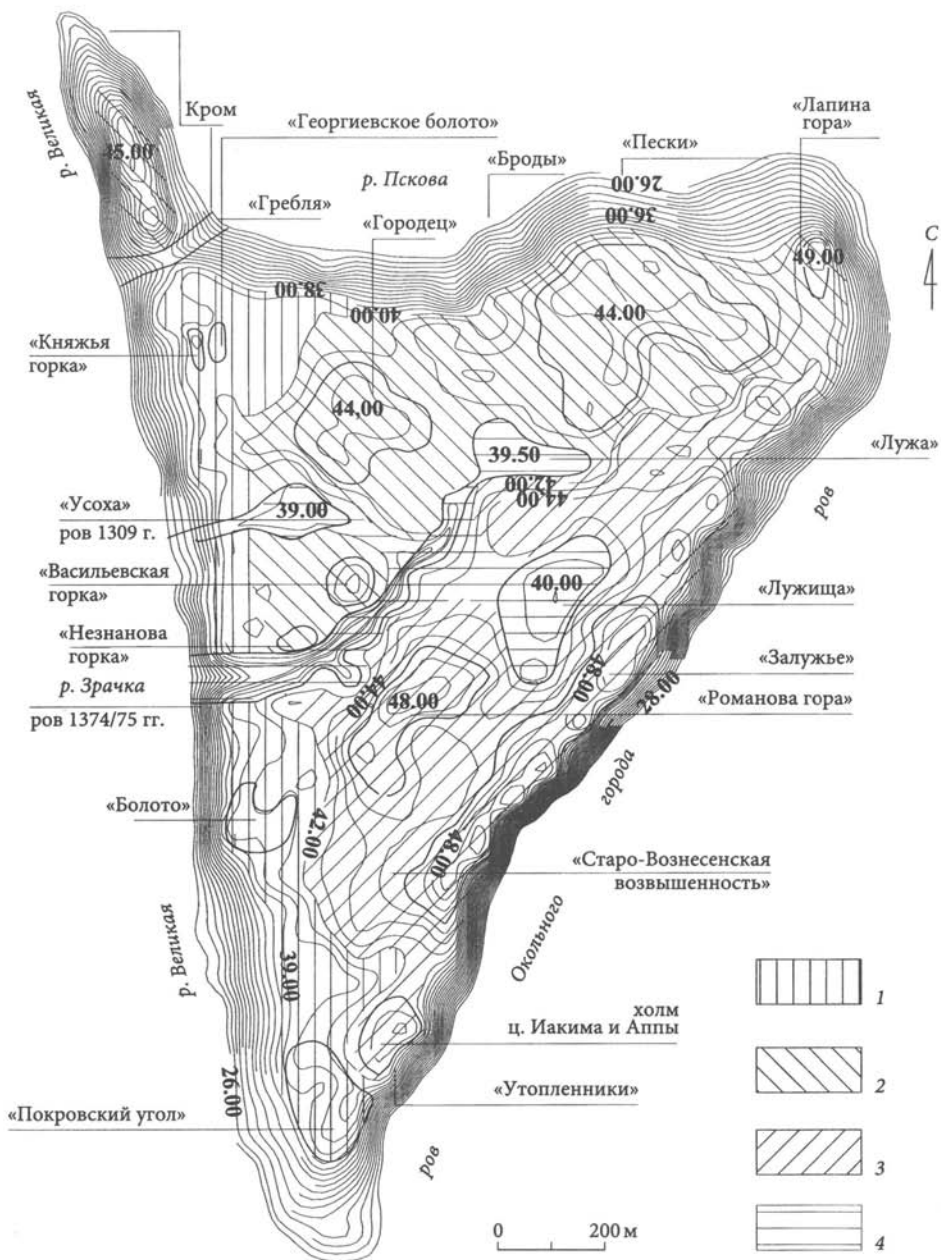 Кром
«Георгиевское болото»
«Лапина
гора»
«Пески»
«Броды»
р. Великая
45.00
р. Пскова
26.00
«Гребля»
36.00
«Городец»
С
49.00
38.00
40.00
44.00
«Княжья
горка»
44,00
39.50
«Лужа»
42.00
44.00
«Усоха»
ров 1309 г.
39.00
ров
«Васильевская
горка»
40.00
«Лужища»
«Незнанова
горка»
р. Зрачка
ров 1374/75 гг.
44.00
48.00
48.00
28.00
«Залужье»
«Романова гора»
города
«Болото»
42.00
48.00
«Старо-Вознесенская
возвышенность»
р. Великая
39.00
Окольного
1
холм
ц. Иакима и Аппы
2
26.00
«Утопленники»
«Покровский угол»
ров
3
0 200 м
4